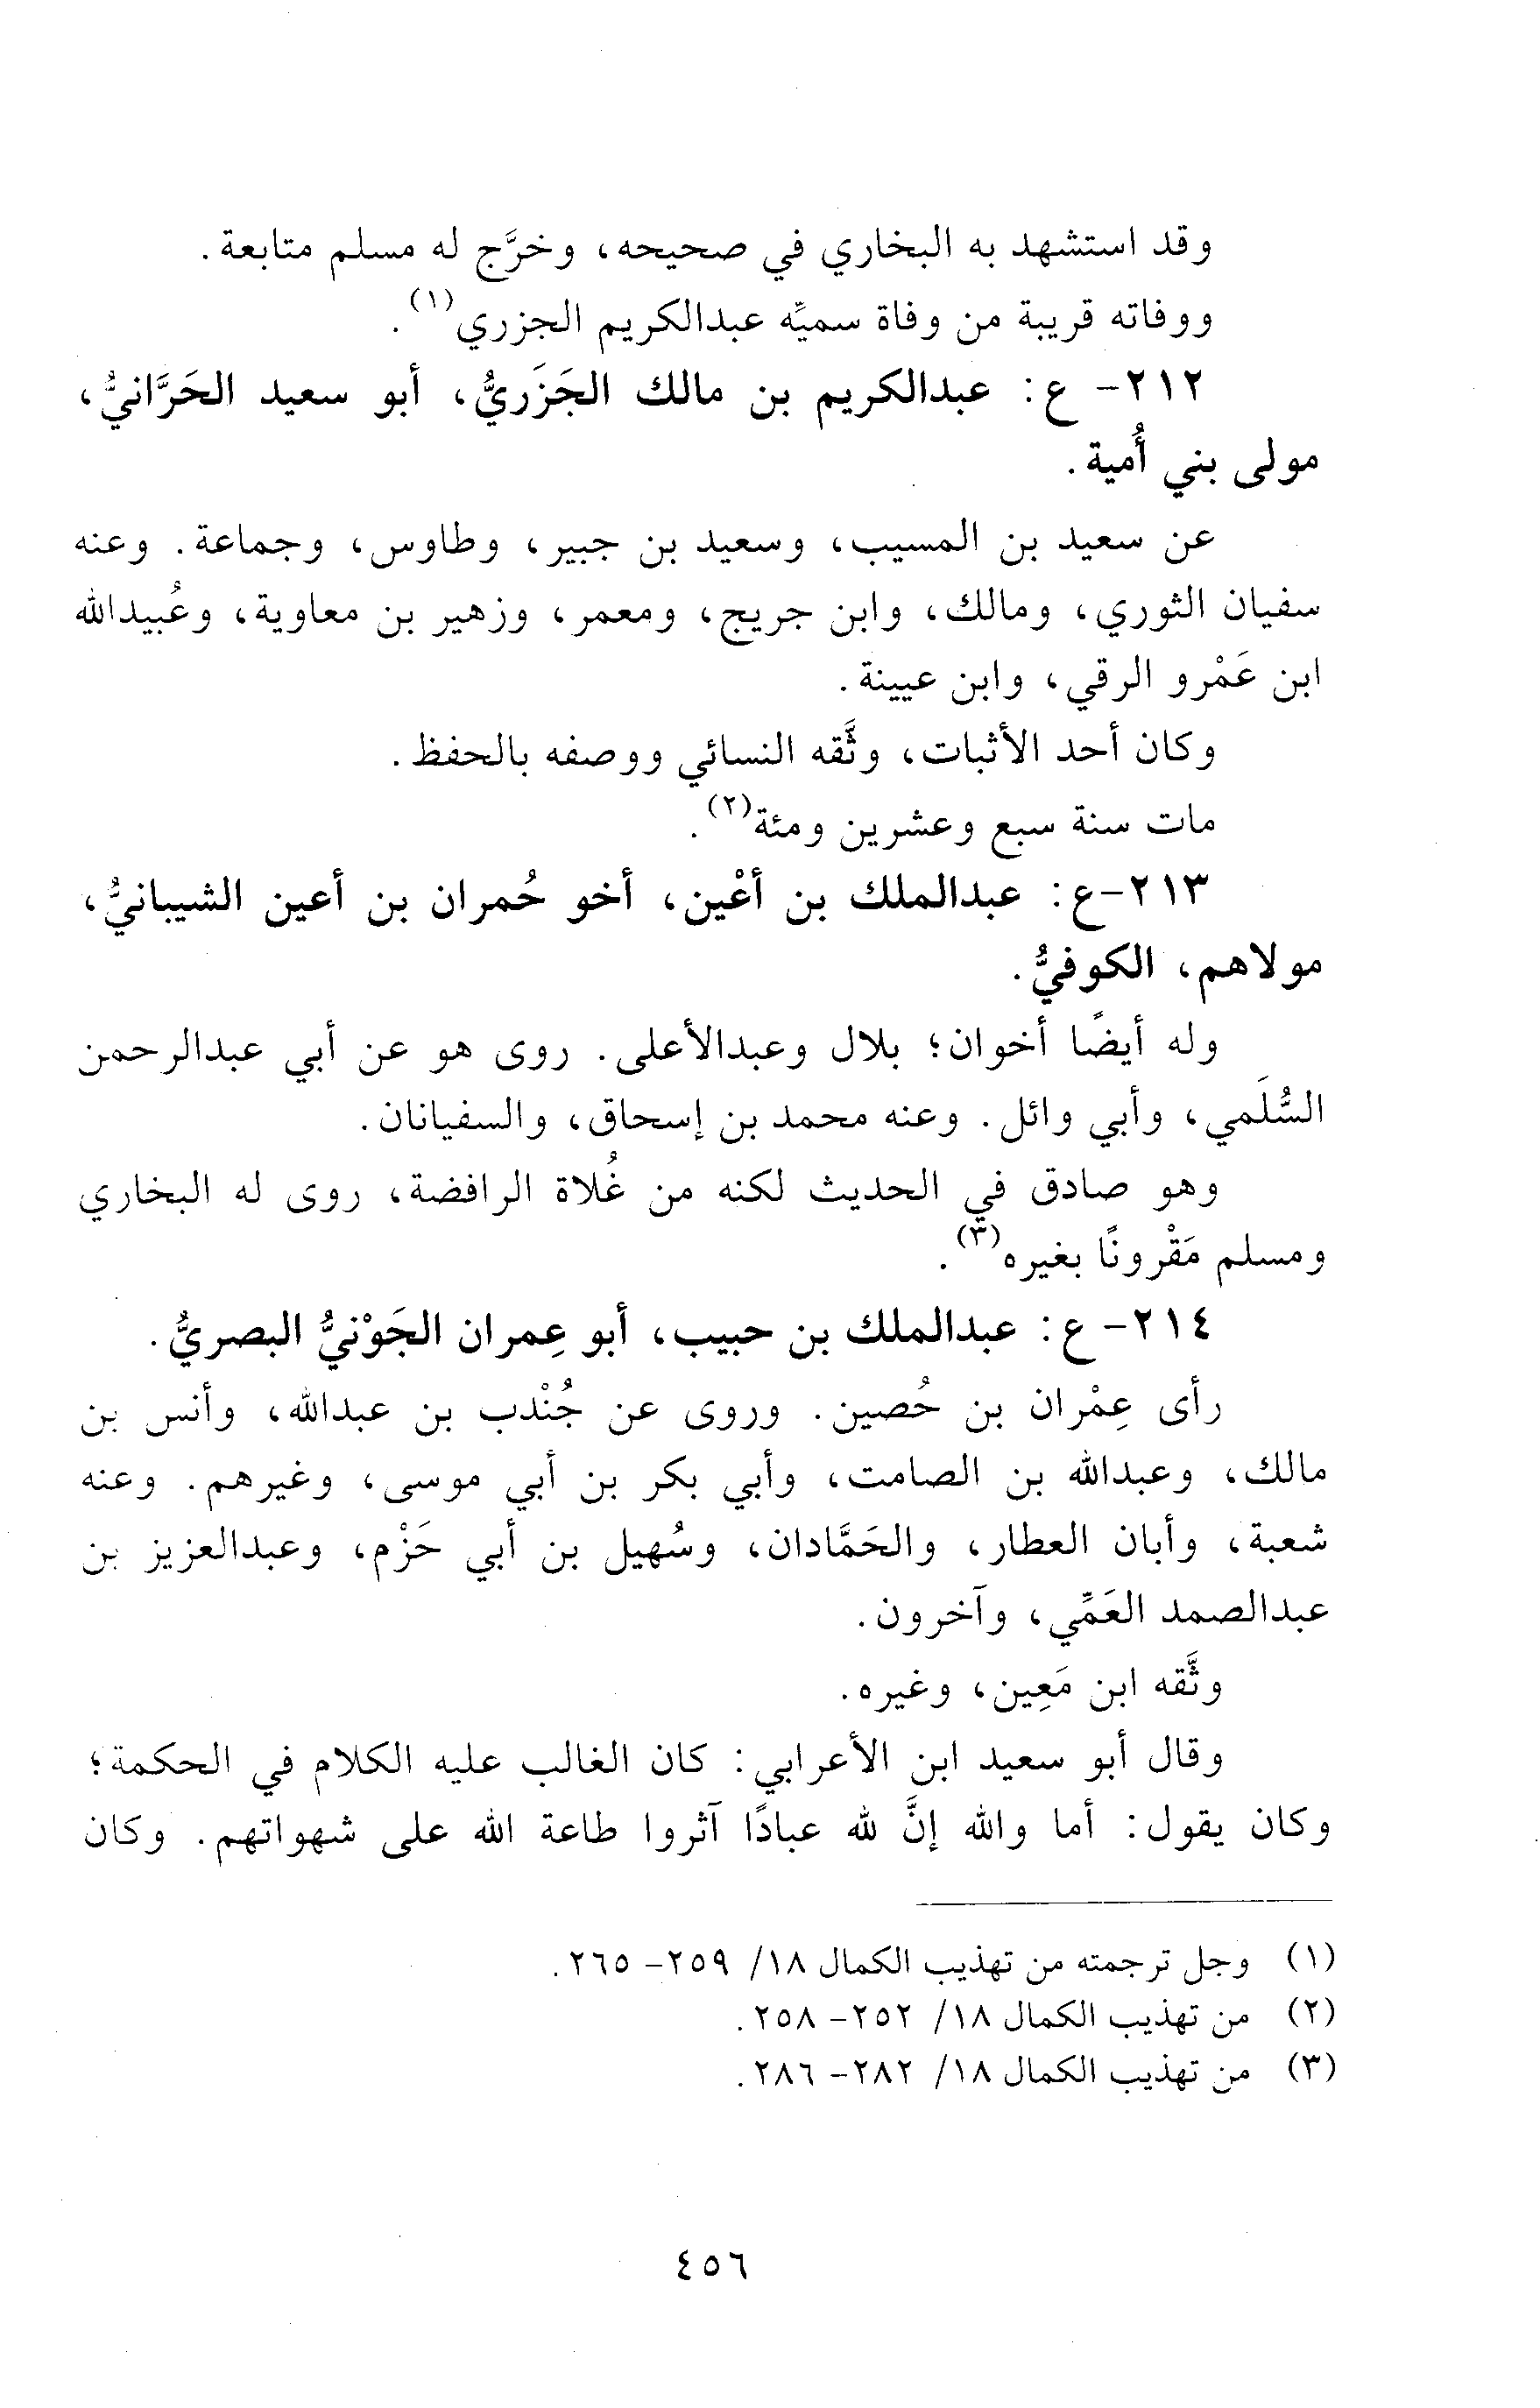 وقد استشهد به البخاري في صحيحه، وخرَّج له مسلم متابعة.
ووفاته قريبة من وفاة سميِّه عبدالكريم الجزري(١).
٢١٢- ع: عبدالكريم بن مالك الجَزَريُّ، أبو سعيد الحَرَّانيُّ،
مولى بني أُمية.
عن سعيد بن المسيب، وسعيد بن جبير، وطاوس، وجماعة. وعنه
سفيان الثوري، ومالك، وابن جريج، ومعمر، وزهير بن معاوية، وعُبيدالله
ابن عَمْرو الرقي، وابن عيينة.
وكان أحد الأثبات، وثَّقه النسائي ووصفه بالحفظ.
مات سنة سبع وعشرين ومئة(٢).
٢١٣-ع: عبدالملك بن أعْين، أخو حُمران بن أعين الشيبانيُّ،
مولاهم، الكوفيُّ.
وله أيضًا أخوان؛ بلال وعبدالأعلى. روى هو عن أبي عبدالرحمن
السُّلَمي، وأبي وائل. وعنه محمد بن إسحاق، والسفيانان.
وهو صادق في الحديث لكنه من غُلاة الرافضة، روى له البخاري
ومسلم مَقْرونًا بغيره(٣).
٢١٤- ع: عبدالملك بن حبيب، أبو عِمران الجَوْنيُّ البصريُّ.
رأى عِمْران بن حُصين. وروى عن جُنْدب بن عبدالله، وأنس بن
مالك، وعبدالله بن الصامت، وأبي بكر بن أبي موسى، وغيرهم. وعنه
شعبة، وأبان العطار، والحَمَّادان، وسُهيل بن أبي حَزْم، وعبدالعزيز بن
عبدالصمد العَمِّي، وآخرون.
وثَّقه ابن مَعِين، وغيره.
وقال أبو سعيد ابن الأعرابي: كان الغالب عليه الكلام في الحكمة؛
وكان يقول: أما والله إنَّ لله عبادًا آثروا طاعة الله على شهواتهم. وكان
(١) وجل ترجمته من تهذيب الكمال ١٨/ ٢٥٩- ٢٦٥.
(٢) من تهذيب الكمال ١٨/ ٢٥٢- ٢٥٨.
(٣) من تهذيب الكمال ١٨/ ٢٨٢- ٢٨٦.
٤٥٦